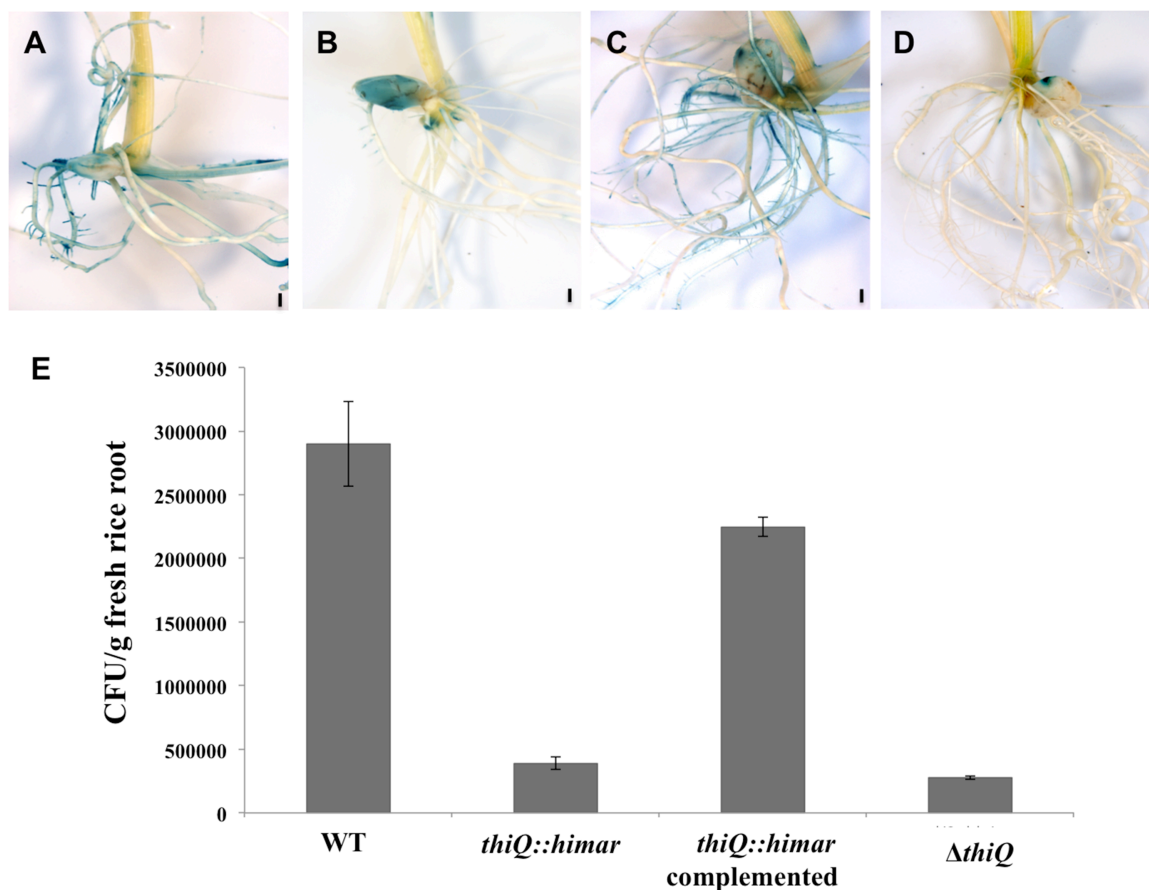 A
B
C
D
E
3500000
3000000
2500000
2000000
1500000
1000000
500000
0
CFU/g fresh rice root
WT
thiQ::himar
thiQ::himar
complemented
ΔthiQ